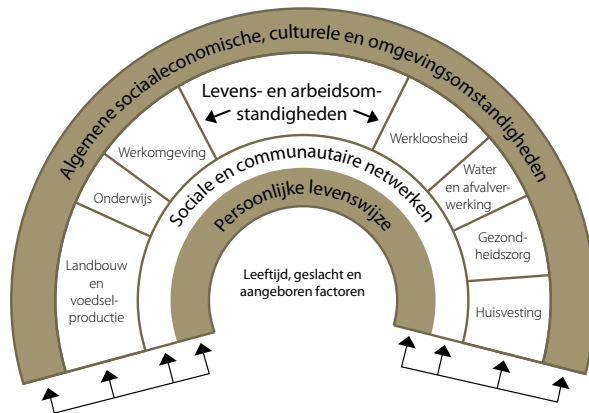 Algemene sociaaleconomische, culturele en omgevingsomstandigheden
Levens- en arbeidsom-
standigheden
Werkomgeving
Werkloosheid
Onderwijs
Water
en afvalver-
werking
Sociale en communautaire netwerken
Persoonlijke levenswijze
Landbouw
en
voedsel-
productie
Gezond-
heidszorg
Leeftijd, geslacht en
aangeboren factoren
Huisvesting